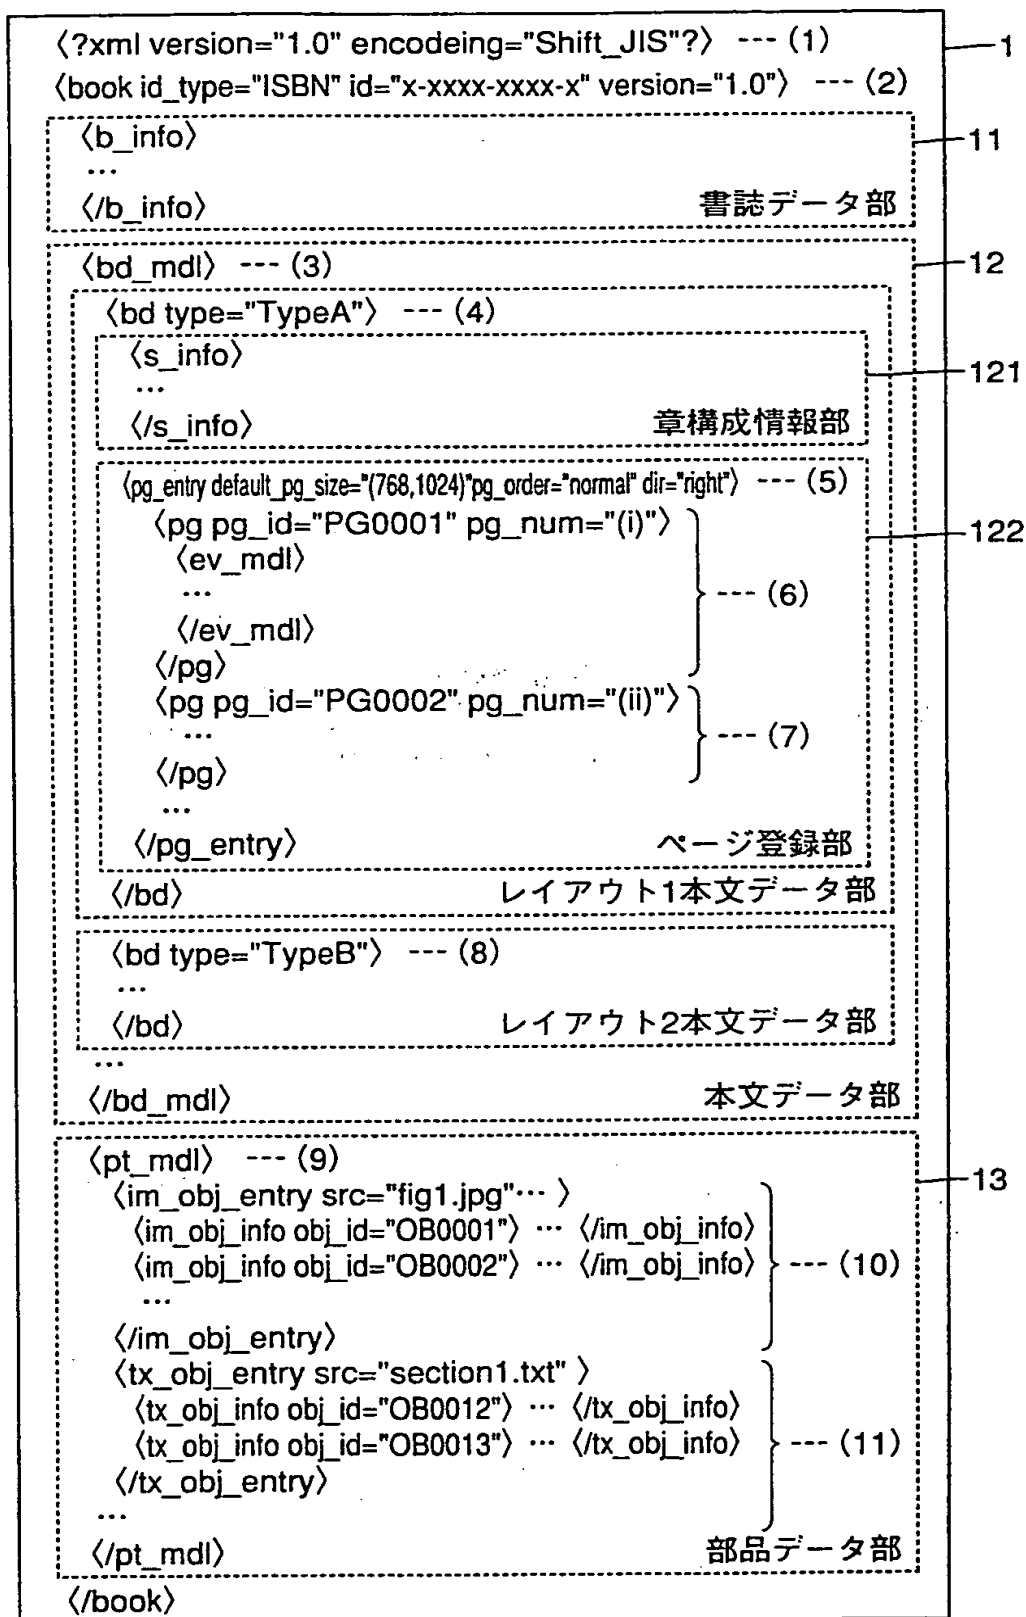 〈?xml version="1.0" encodeing="Shift_JIS"?〉 --- (1)
1
〈book id_type="ISBN" id="x-xxxx-xxxx-x" version="1.0"〉 --- (2)
〈b_info〉
11
...
〈/b_info〉 書誌データ部
〈bd_mdl〉 --- (3)
12
〈bd type="TypeA"〉 --- (4)
〈s_info〉
121
...
〈/s_info〉 章構成情報部
〈pg_entry default_pg_size="(768,1024)"pg_order="normal" dir="right"〉 --- (5)
〈pg pg_id="PG0001" pg_num="(i)"〉
122
〈ev_mdl〉
... --- (6)
〈/ev_mdl〉
〈/pg〉
〈pg pg_id="PG0002" pg_num="(ii)"〉
... --- (7)
〈/pg〉
...
〈/pg_entry〉 ページ登録部
〈/bd〉 レイアウト1本文データ部
〈bd type="TypeB"〉 --- (8)
...
〈/bd〉 レイアウト2本文データ部
...
〈/bd_mdl〉 本文データ部
〈pt_mdl〉 --- (9)
13
〈im_obj_entry src="fig1.jpg"… 〉
〈im_obj_info obj_id="OB0001"〉 … 〈/im_obj_info〉
〈im_obj_info obj_id="OB0002"〉 … 〈/im_obj_info〉 --- (10)
...
〈/im_obj_entry〉
〈tx_obj_entry src="section1.txt" 〉
〈tx_obj_info obj_id="OB0012"〉 … 〈/tx_obj_info〉
〈tx_obj_info obj_id="OB0013"〉 … 〈/tx_obj_info〉 --- (11)
〈/tx_obj_entry〉
...
〈/pt_mdl〉 部品データ部
〈/book〉